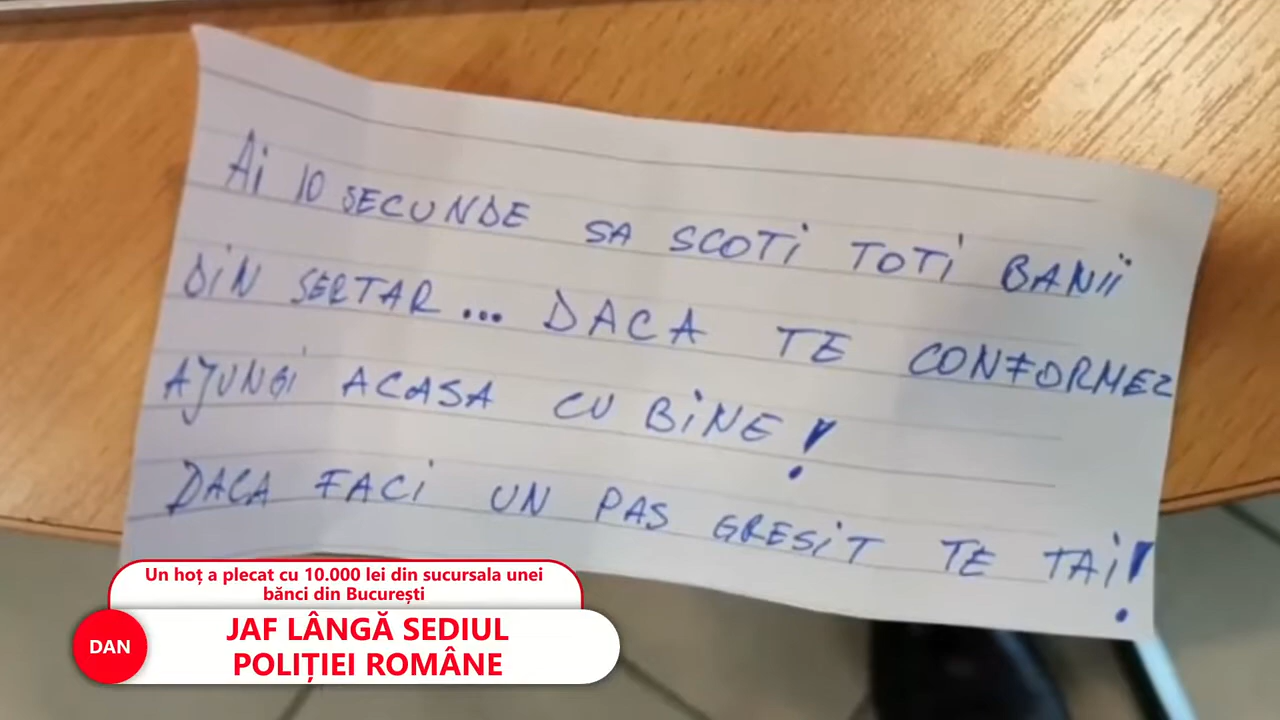 Ai 10 SECUNDE SA SCOTi TOTi BANii
DiN SERTAR... DACA TE CONFORMEZ
AJUNGi ACASA CU BiNE!
DACA FACi UN PAS GRESiT TE TAi!
Un hoț a plecat cu 10.000 lei din sucursala unei
bănci din București
DAN
JAF LÂNGĂ SEDIUL
POLIȚIEI ROMÂNE